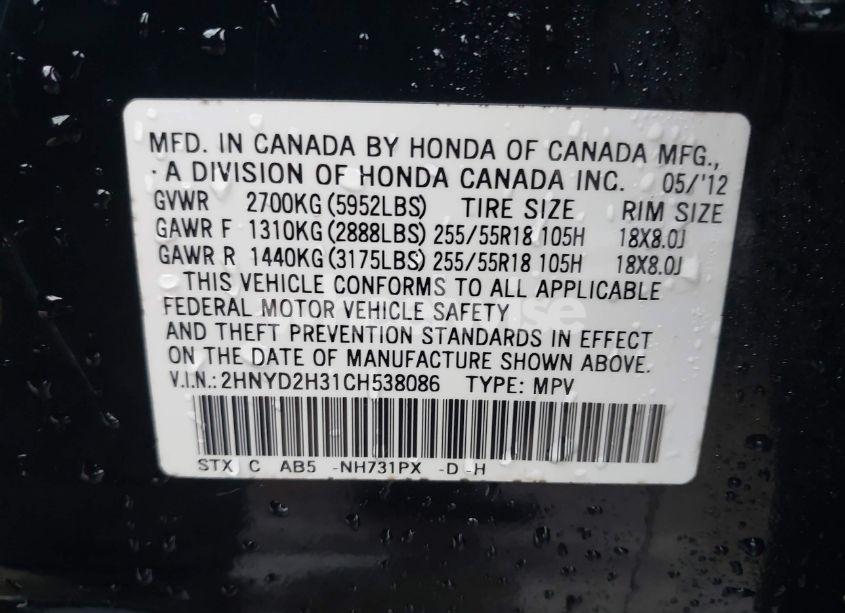 MFD. IN CANADA BY HONDA OF CANADA MFG.,
A DIVISION OF HONDA CANADA INC. 05/'12
GVWR 2700KG (5952LBS) TIRE SIZE RIM SIZE
GAWR F 1310KG (2888LBS) 255/55R18 105H 18X8.0J
GAWR R 1440KG (3175LBS) 255/55R18 105H 18X8.0J
THIS VEHICLE CONFORMS TO ALL APPLICABLE
FEDERAL MOTOR VEHICLE SAFETY
AND THEFT PREVENTION STANDARDS IN EFFECT
ON THE DATE OF MANUFACTURE SHOWN ABOVE.
V.I.N.: 2HNYD2H31CH538086 TYPE: MPV
STX C AB5 -NH731PX -D -H